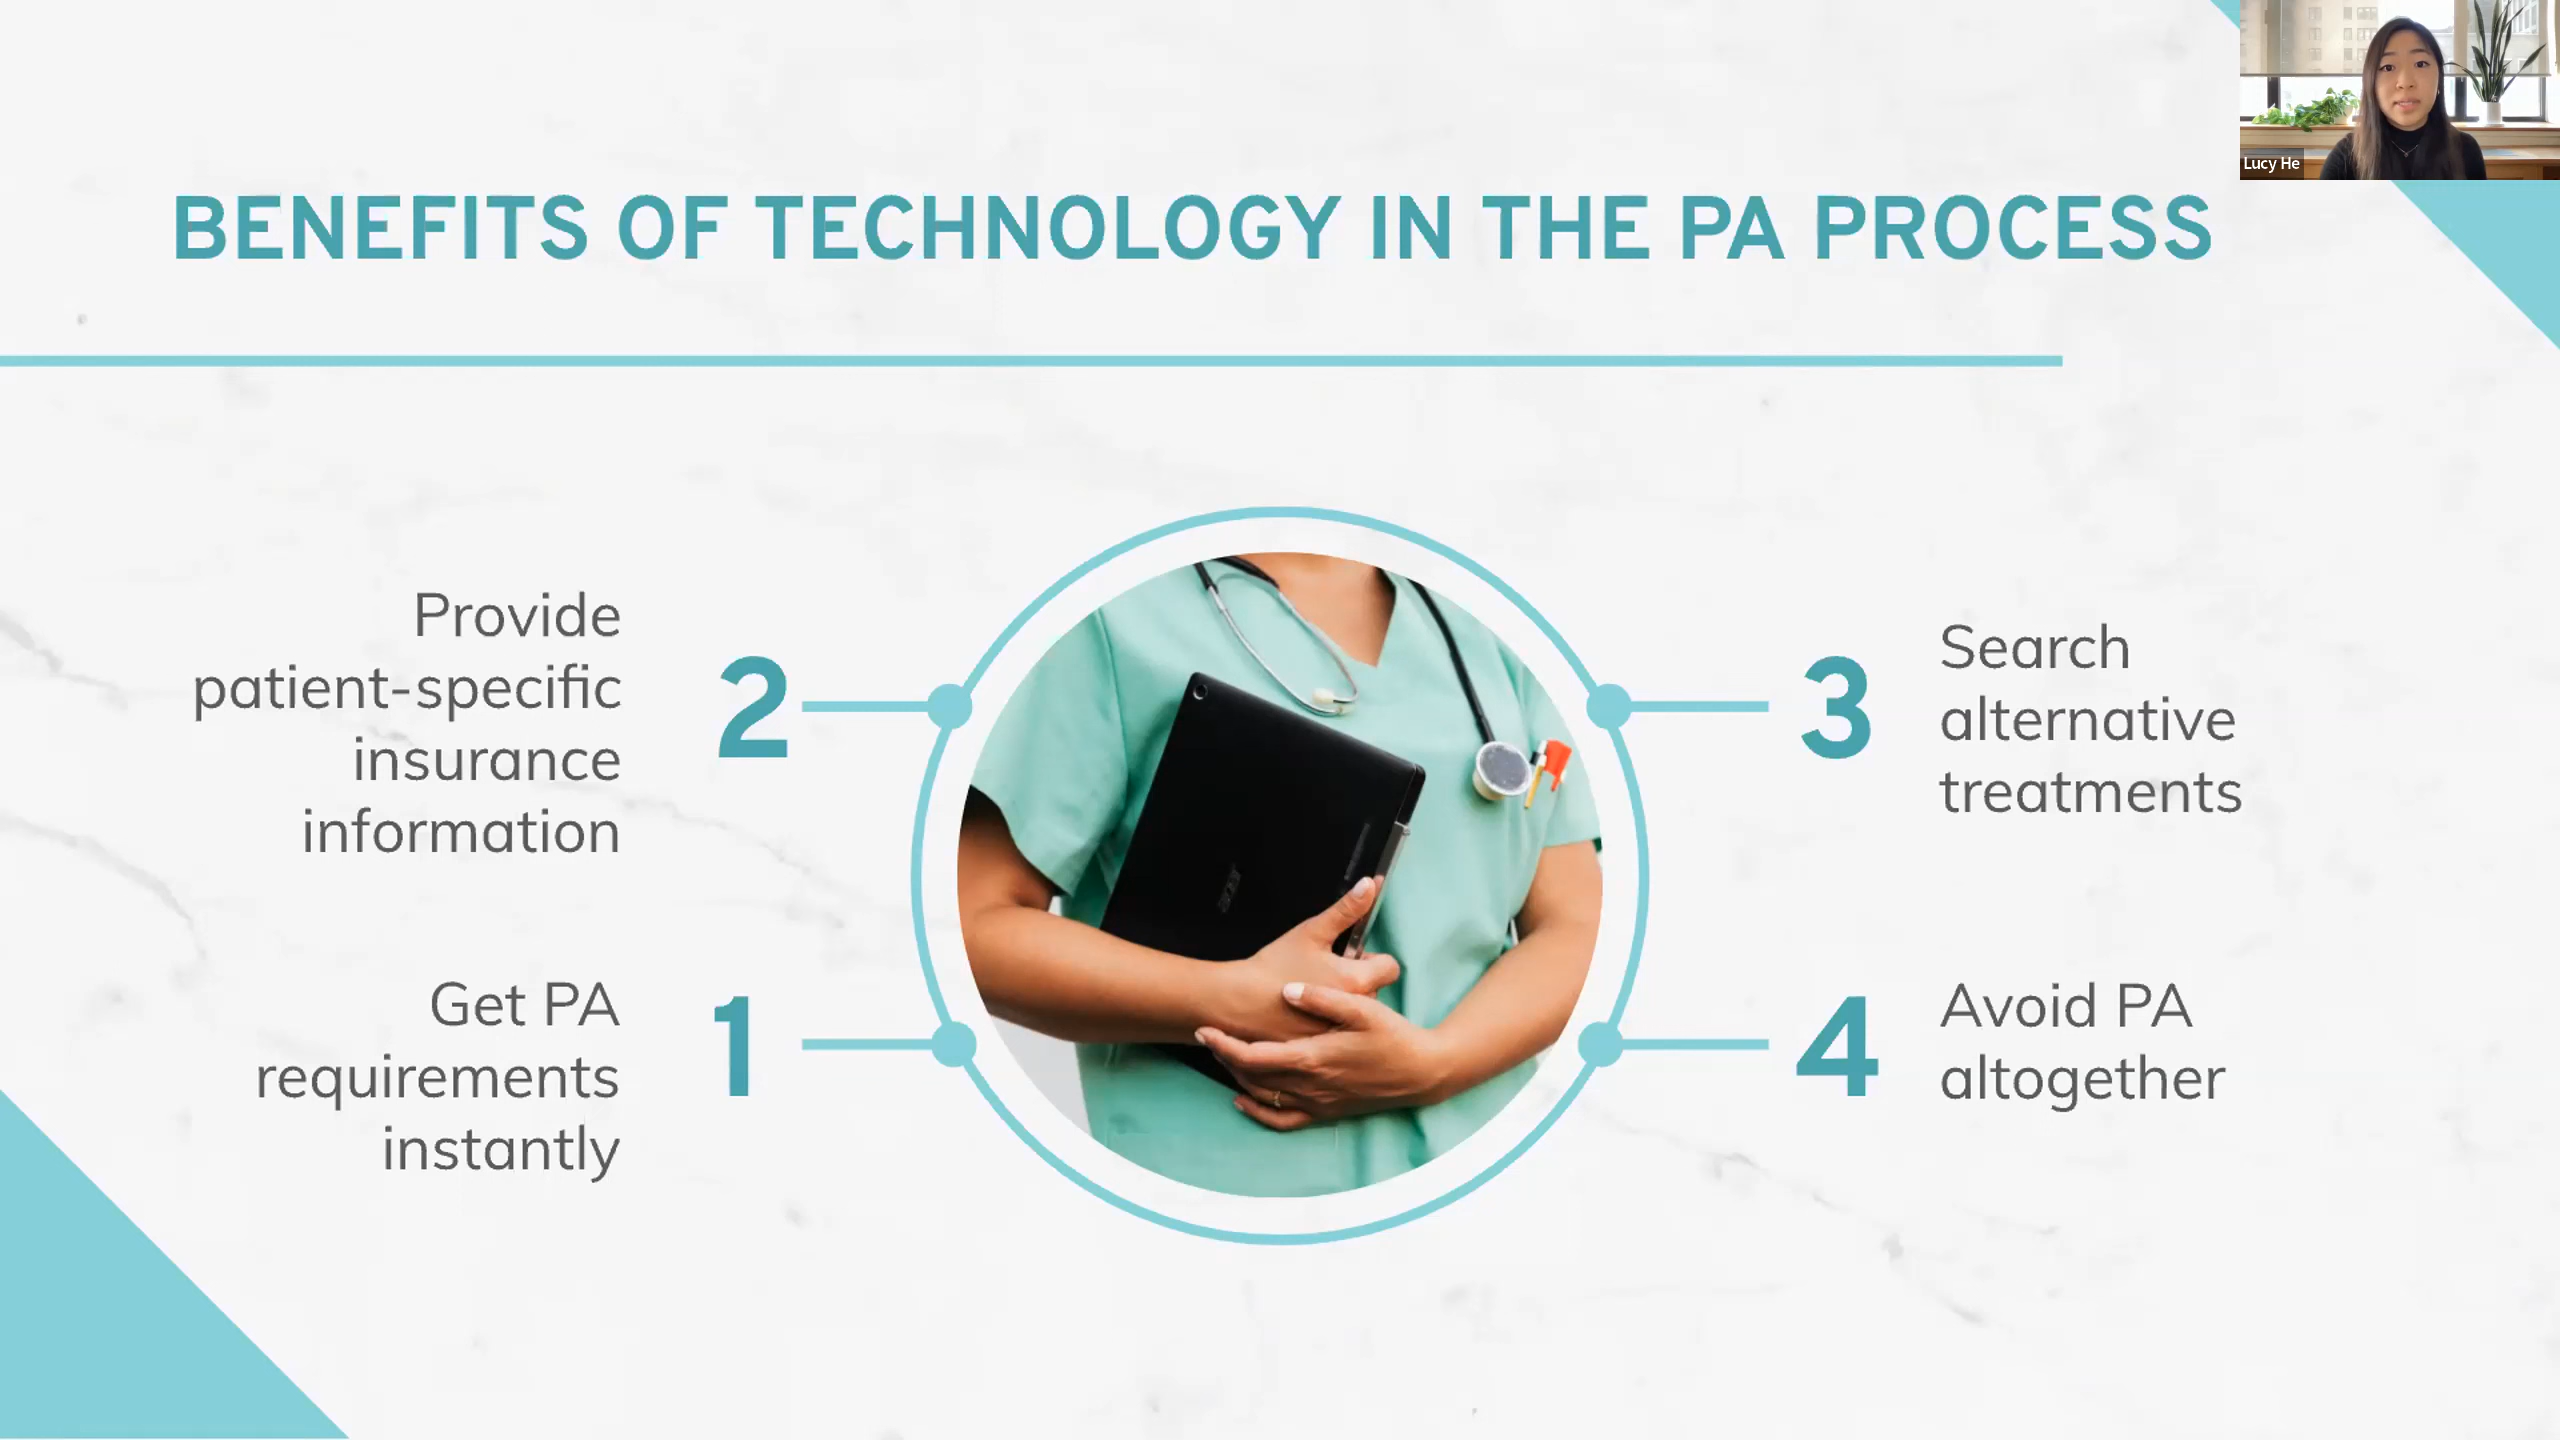 Lucy He
BENEFITS OF TECHNOLOGY IN THE PA PROCESS
Provide
patient-specific
insurance
information
2
Get PA
requirements
instantly
1
3
Search
alternative
treatments
4
Avoid PA
altogether